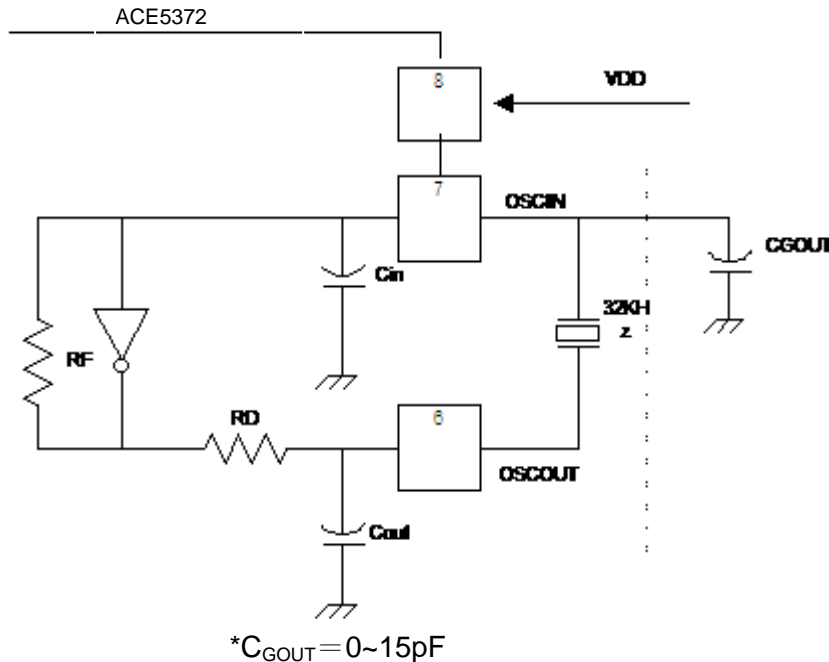 ACE5372
8
VDD
7
OSCIN
CGOUT
Cin
32KH
z
RF
RD
6
OSCOUT
Cout
*CGOUT=0~15pF